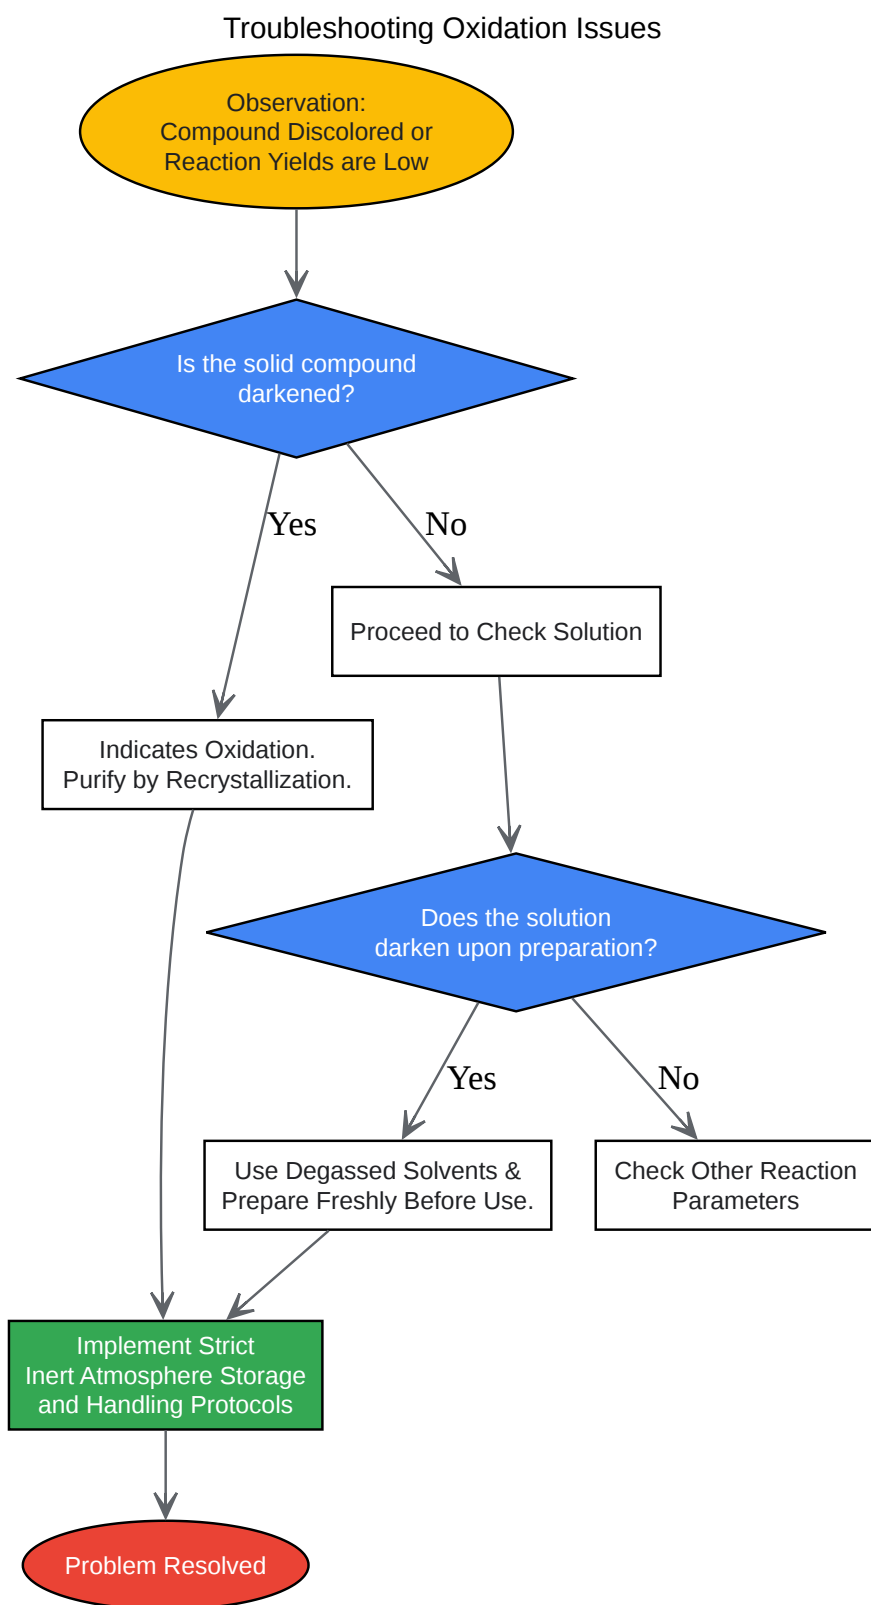 Troubleshooting Oxidation Issues
Observation:
Compound Discolored or
Reaction Yields are Low
Is the solid compound
darkened?
Yes
No
Proceed to Check Solution
Indicates Oxidation.
Purify by Recrystallization.
Does the solution
darken upon preparation?
Yes
No
Use Degassed Solvents &
Prepare Freshly Before Use.
Check Other Reaction
Parameters
Implement Strict
Inert Atmosphere Storage
and Handling Protocols
Problem Resolved